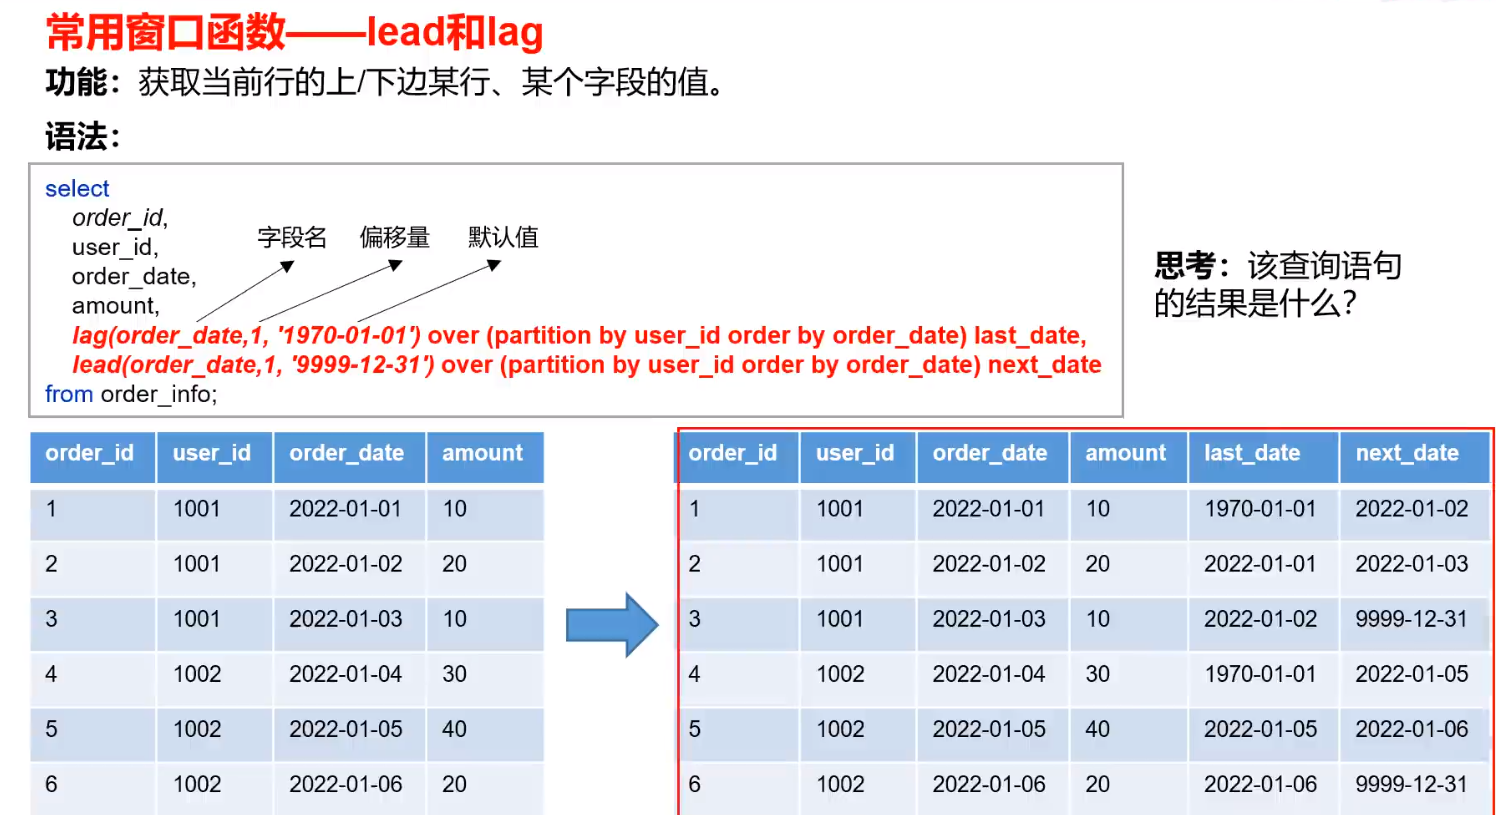 常用窗口函数——lead和lag
功能：获取当前行的上/下边某行、某个字段的值。
语法：
select
order_id,
user_id,
order_date,
amount,
字段名 偏移量 默认值
lag(order_date,1, '1970-01-01') over (partition by user_id order by order_date) last_date,
lead(order_date,1, '9999-12-31') over (partition by user_id order by order_date) next_date
from order_info;
思考：该查询语句
的结果是什么？
order_id user_id order_date amount
1 1001 2022-01-01 10
2 1001 2022-01-02 20
3 1001 2022-01-03 10
4 1002 2022-01-04 30
5 1002 2022-01-05 40
6 1002 2022-01-06 20
order_id user_id order_date amount last_date next_date
1 1001 2022-01-01 10 1970-01-01 2022-01-02
2 1001 2022-01-02 20 2022-01-01 2022-01-03
3 1001 2022-01-03 10 2022-01-02 9999-12-31
4 1002 2022-01-04 30 1970-01-01 2022-01-05
5 1002 2022-01-05 40 2022-01-05 2022-01-06
6 1002 2022-01-06 20 2022-01-06 9999-12-31